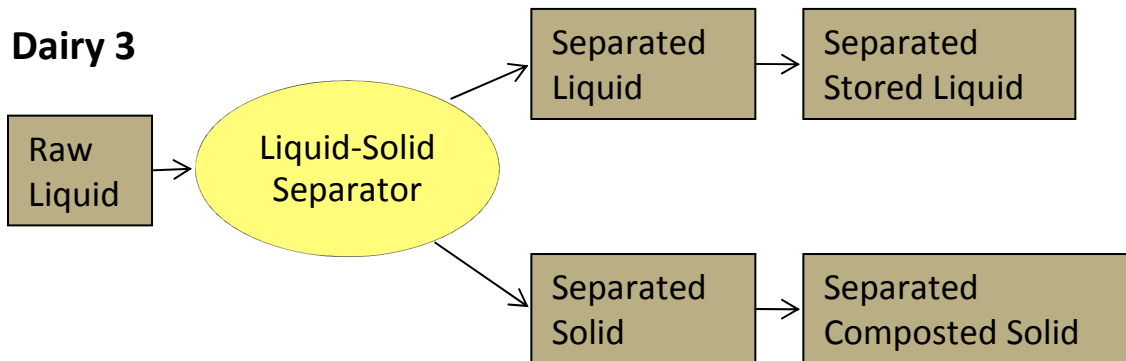 Dairy 3
Raw
Liquid
Liquid-Solid
Separator
Separated
Liquid
Separated
Stored Liquid
Separated
Solid
Separated
Composted Solid